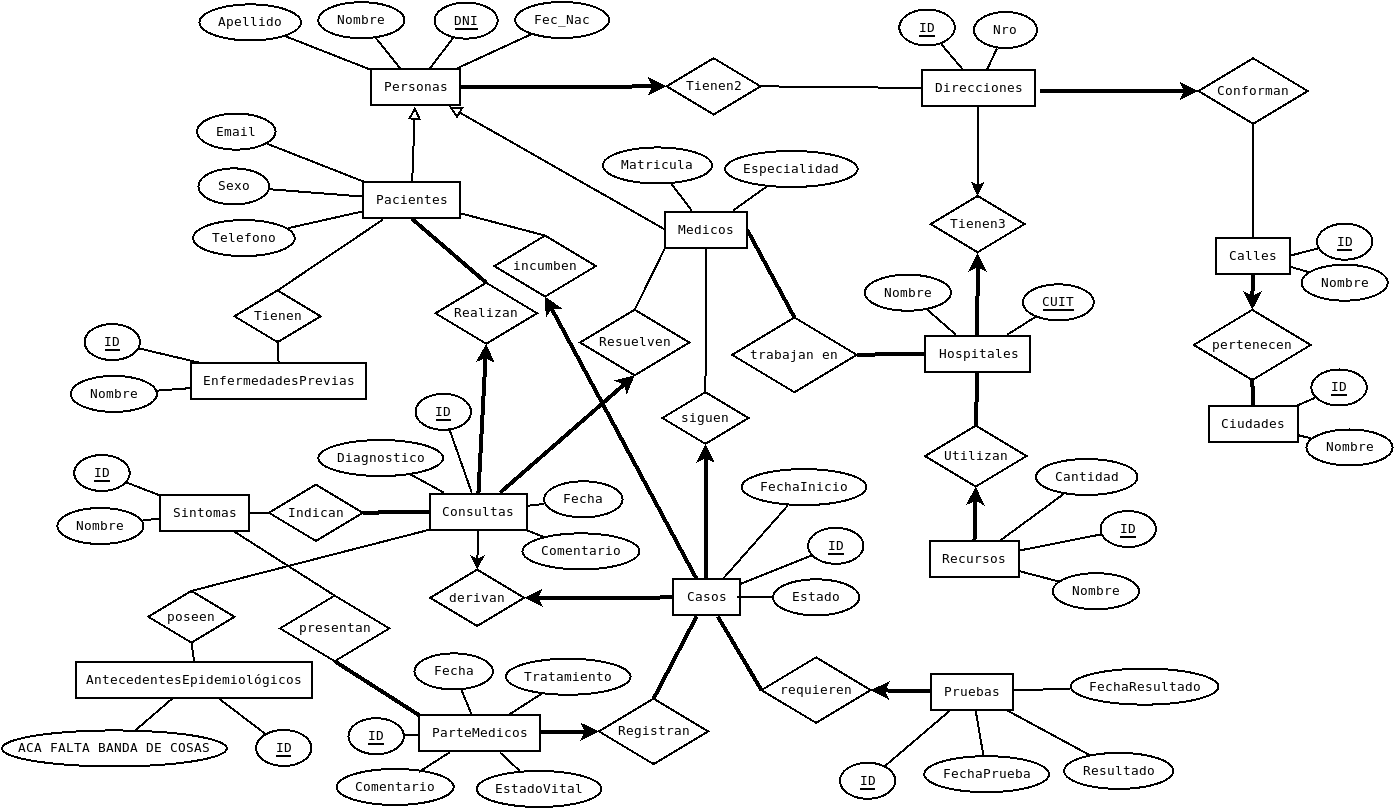 Apellido
Nombre
DNI
Fec_Nac
ID
Nro
Personas
Tienen2
Direcciones
Conforman
Email
Sexo
Telefono
Pacientes
Matricula
Especialidad
Medicos
Tienen3
ID
Nombre
Calles
incumben
Nombre
CUIT
Tienen
Realizan
Resuelven
trabajan en
Hospitales
pertenecen
ID
Nombre
EnfermedadesPrevias
ID
siguen
ID
Nombre
Ciudades
Diagnostico
Utilizan
ID
Nombre
Sintomas
Indican
Consultas
Fecha
Comentario
FechaInicio
Cantidad
ID
Nombre
Recursos
ID
Estado
Casos
derivan
poseen
presentan
AntecedentesEpidemiológicos
ACA FALTA BANDA DE COSAS
ID
Fecha
Tratamiento
ID
ParteMedicos
Comentario
EstadoVital
Registran
requieren
Pruebas
FechaResultado
ID
FechaPrueba
Resultado